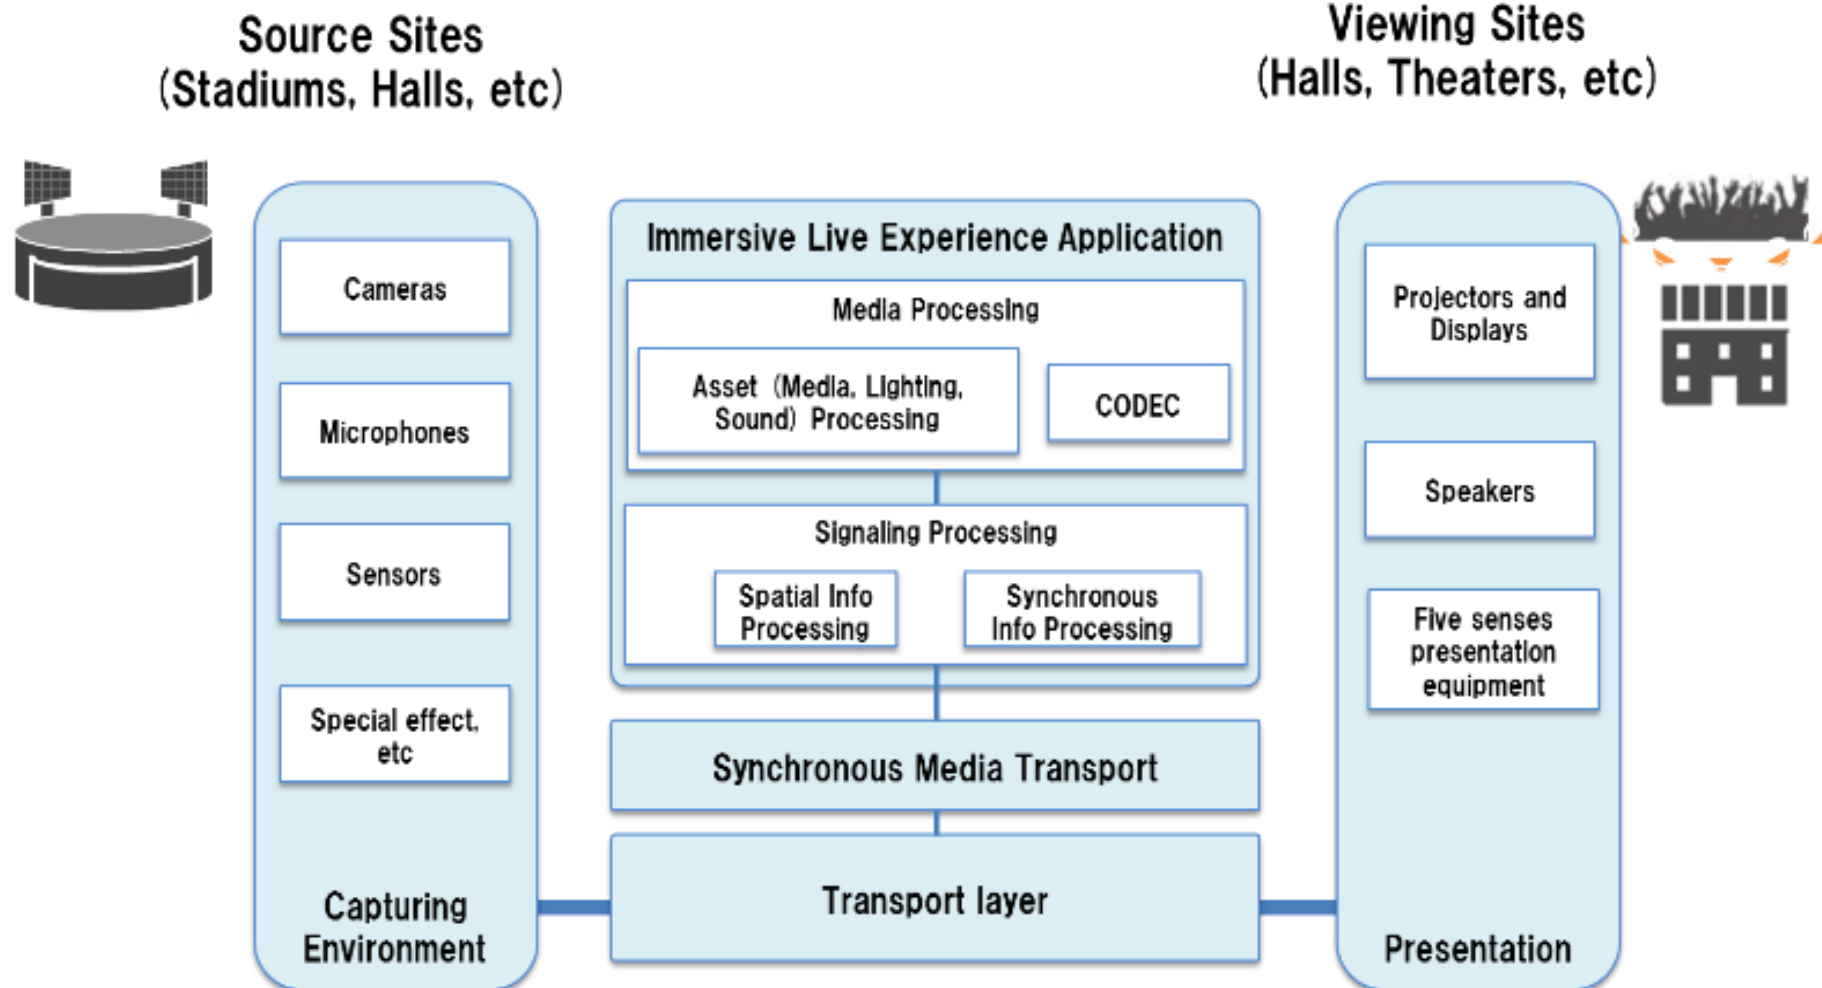 Source Sites
(Stadiums, Halls, etc)
Viewing Sites
(Halls, Theaters, etc)
Cameras
Microphones
Sensors
Special effect,
etc
Capturing
Environment
Immersive Live Experience Application
Media Processing
Asset (Media, Lighting,
Sound) Processing
CODEC
Signaling Processing
Spatial Info
Processing
Synchronous
Info Processing
Synchronous Media Transport
Transport layer
Projectors and
Displays
Speakers
Five senses
presentation
equipment
Presentation